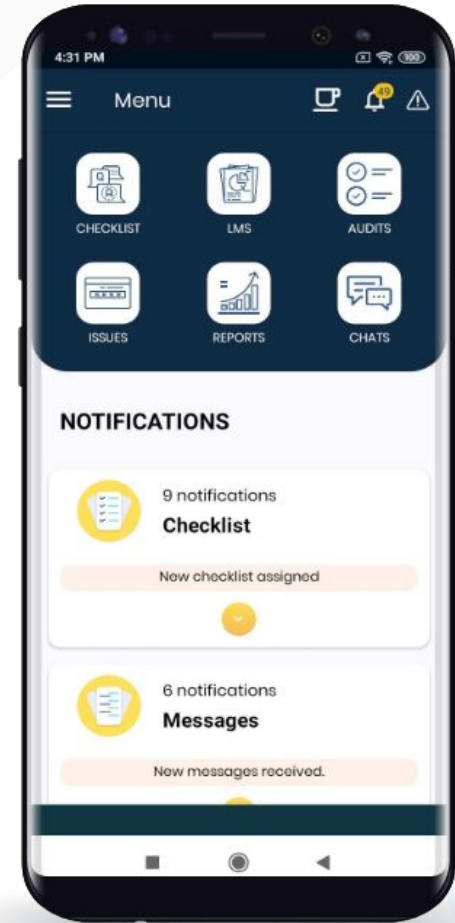 4:31 PM
100
Menu
49
CHECKLIST
LMS
AUDITS
ISSUES
REPORTS
CHATS
NOTIFICATIONS
9 notifications
Checklist
New checklist assigned
6 notifications
Messages
New messages received.